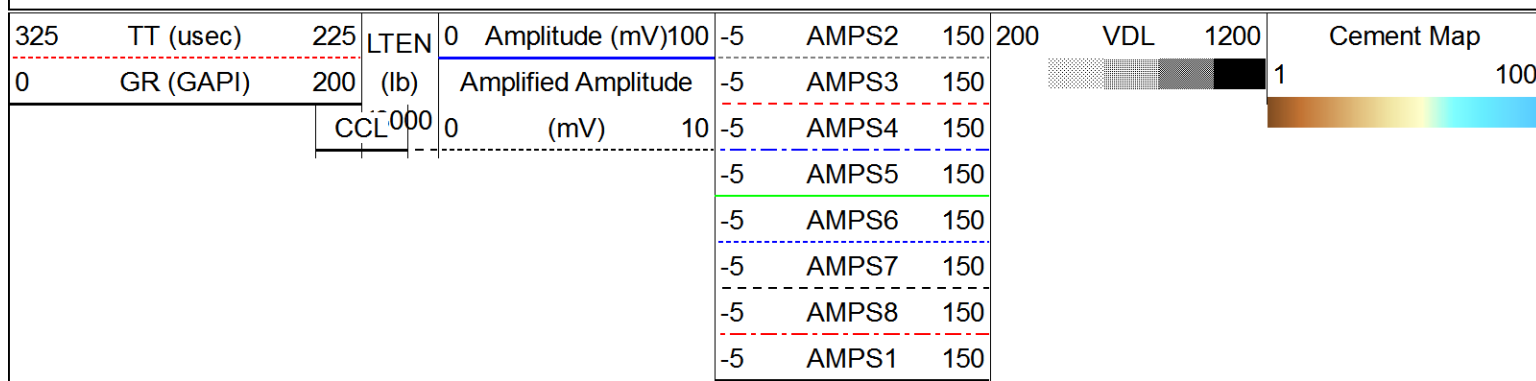 325 TT (usec) 225
0 GR (GAPI) 200
CCL
LTEN
(lb)
000
0 Amplitude (mV)100
Amplified Amplitude
0 (mV) 10
-5 AMPS2 150
-5 AMPS3 150
-5 AMPS4 150
-5 AMPS5 150
-5 AMPS6 150
-5 AMPS7 150
-5 AMPS8 150
-5 AMPS1 150
200 VDL 1200
Cement Map
1 100